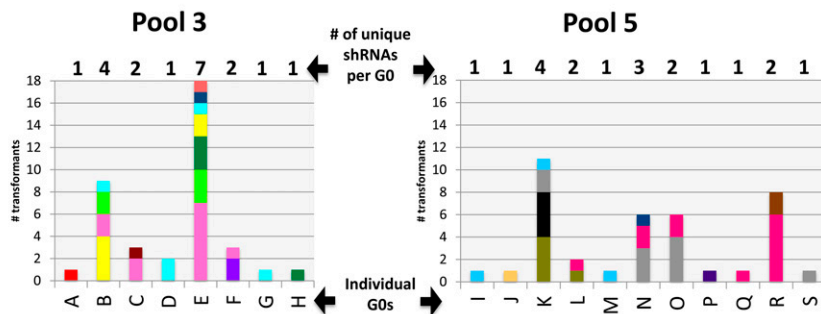 Pool 3
# of unique
shRNAs
per G0
Pool 5
1 4 2 1 7 2 1 1
1 1 4 2 1 3 2 1 1 2 1
# transformants
18
16
14
12
10
8
6
4
2
0
A B C D E F G H
# transformants
18
16
14
12
10
8
6
4
2
0
I J K L M N O P Q R S
Individual
G0s